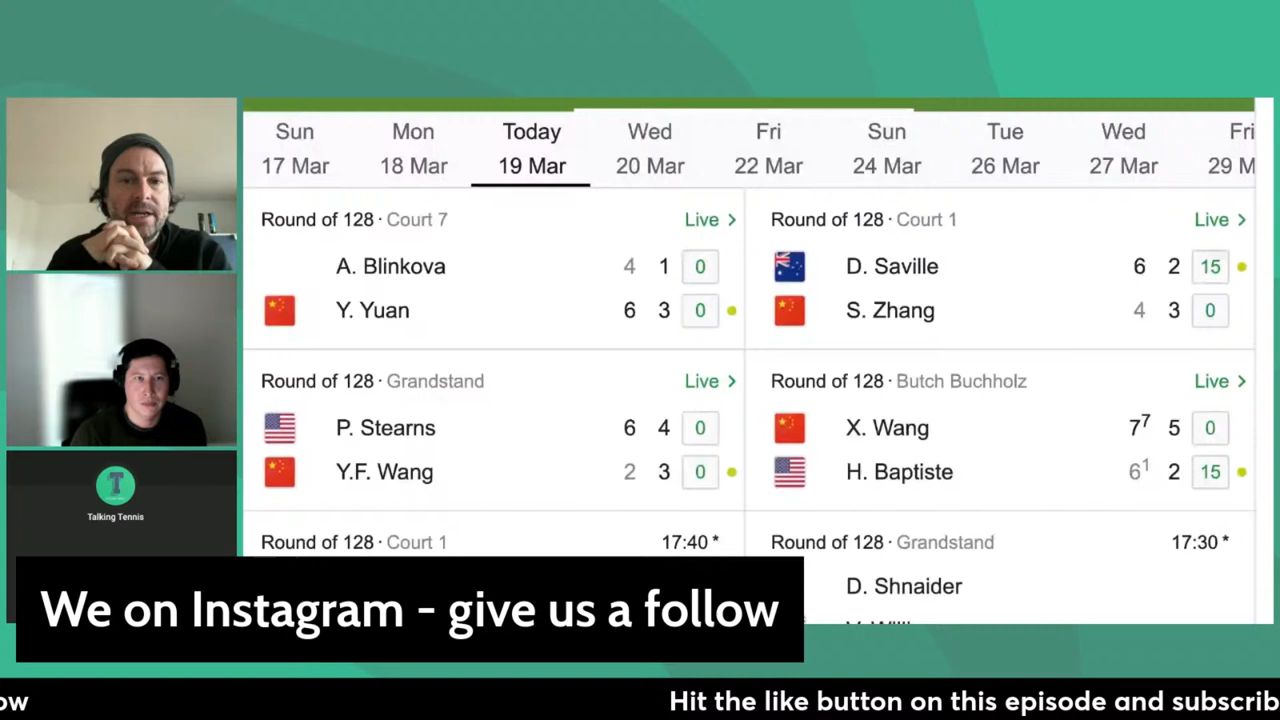 Sun Mon Today Wed Fri Sun Tue Wed Fri
17 Mar 18 Mar 19 Mar 20 Mar 22 Mar 24 Mar 26 Mar 27 Mar 29 M
Round of 128 · Court 7 Live >
A. Blinkova 4 1 0
Y. Yuan 6 3 0
Round of 128 · Court 1 Live >
D. Saville 6 2 15
S. Zhang 4 3 0
Round of 128 · Grandstand Live >
P. Stearns 6 4 0
Y.F. Wang 2 3 0
Round of 128 · Butch Buchholz Live >
X. Wang 7⁷ 5 0
H. Baptiste 6¹ 2 15
Round of 128 · Court 1 17:40 *
Round of 128 · Grandstand 17:30 *
D. Shnaider
T
Talking Tennis
We on Instagram - give us a follow
ow Hit the like button on this episode and subscrib